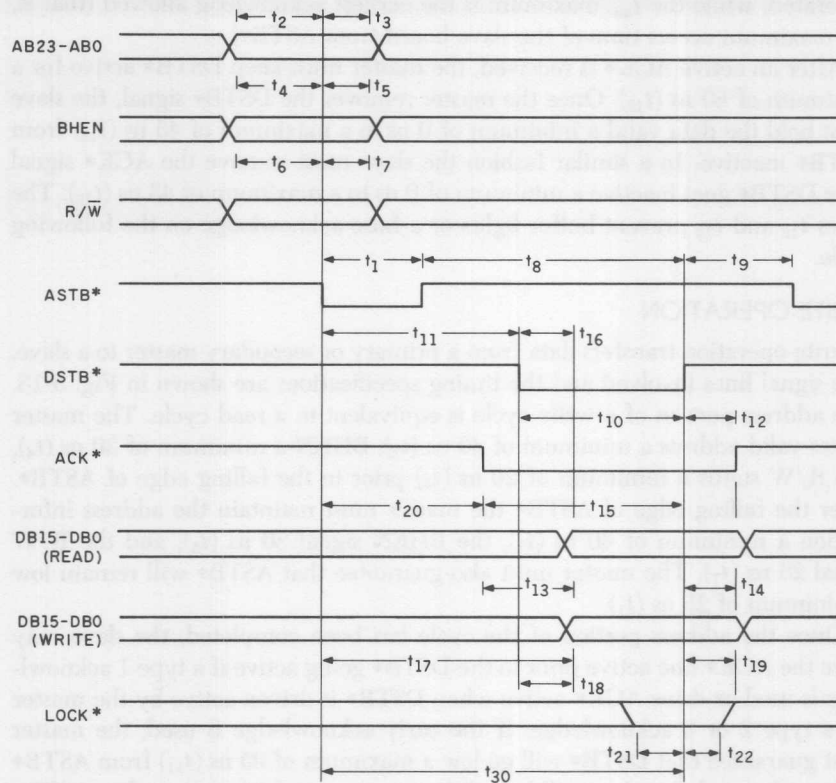 t2 t3
AB23-AB0
t4 t5
BHEN
t6 t7
R/W̅
t1 t8 t9
ASTB*
t11 t16
DSTB*
t10 t12
ACK*
t20 t15
DB15-DB0
(READ)
t13 t14
DB15-DB0
(WRITE)
t17 t19
t18
LOCK*
t21 t22
t30